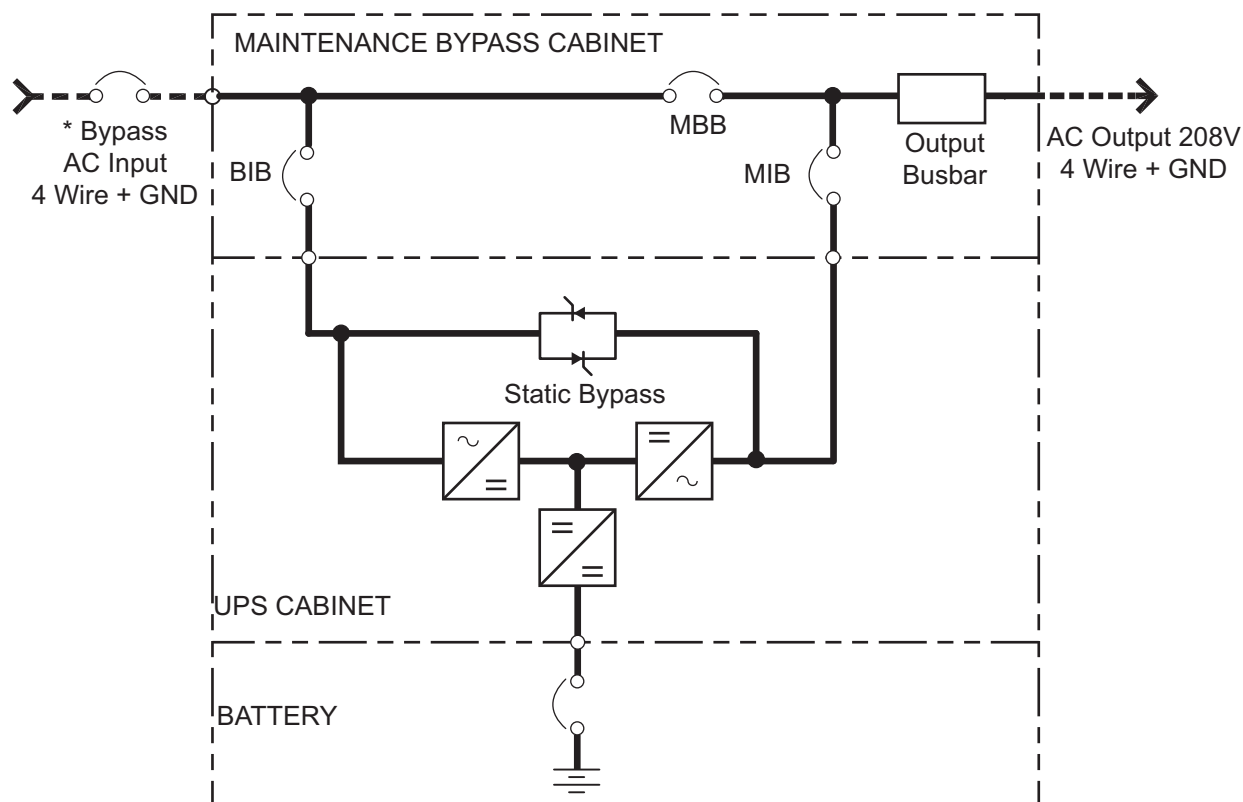 MAINTENANCE BYPASS CABINET
* Bypass
AC Input
4 Wire + GND
BIB
MBB
MIB
Output
Busbar
AC Output 208V
4 Wire + GND
Static Bypass
UPS CABINET
BATTERY